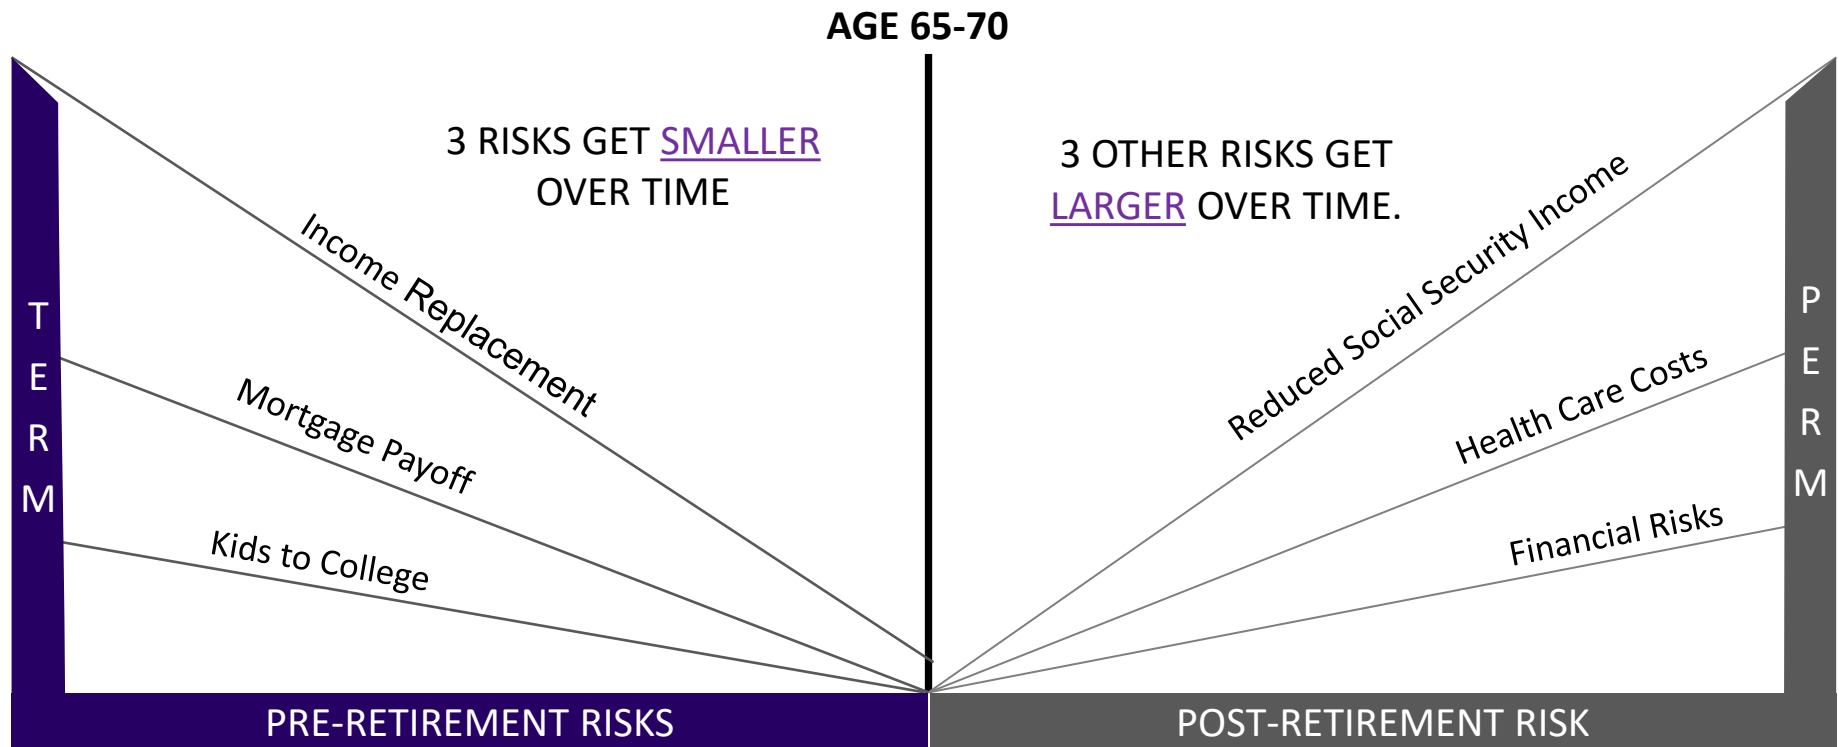 AGE 65-70
3 RISKS GET SMALLER
OVER TIME
3 OTHER RISKS GET
LARGER OVER TIME.
TERM
Income Replacement
Mortgage Payoff
Kids to College
Reduced Social Security Income
Health Care Costs
Financial Risks
PERM
PRE-RETIREMENT RISKS
POST-RETIREMENT RISK